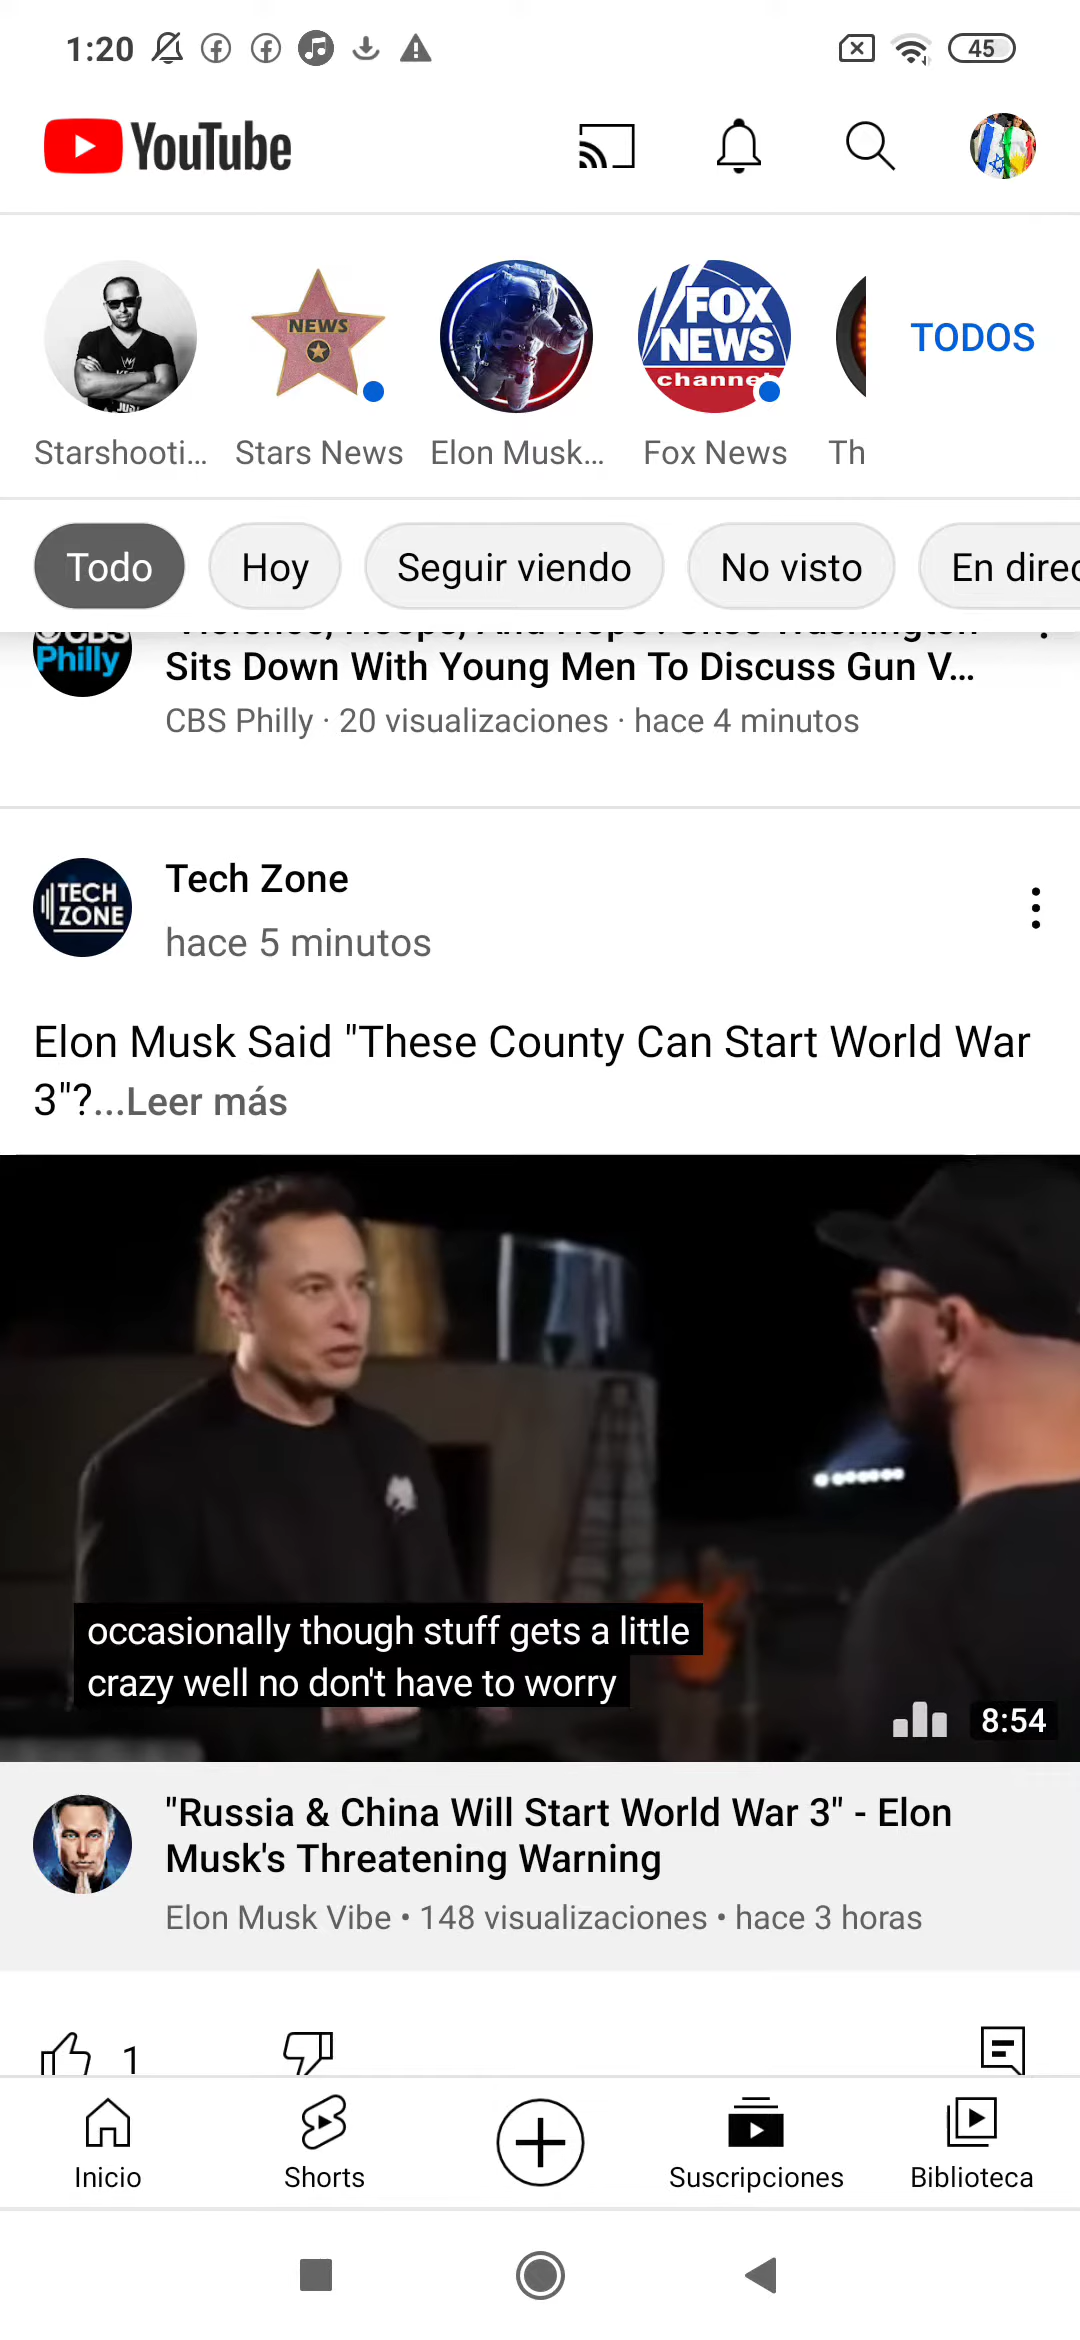 1:20
45
YouTube
NEWS
FOX
NEWS
channel
TODOS
Starshooti...
Stars News
Elon Musk...
Fox News
Th
Todo
Hoy
Seguir viendo
No visto
En direc
CBS
Philly
Sits Down With Young Men To Discuss Gun V...
CBS Philly · 20 visualizaciones · hace 4 minutos
TECH
ZONE
Tech Zone
hace 5 minutos
Elon Musk Said "These County Can Start World War
3"?...Leer más
occasionally though stuff gets a little
crazy well no don't have to worry
8:54
"Russia & China Will Start World War 3" - Elon
Musk's Threatening Warning
Elon Musk Vibe • 148 visualizaciones • hace 3 horas
1
Inicio
Shorts
Suscripciones
Biblioteca